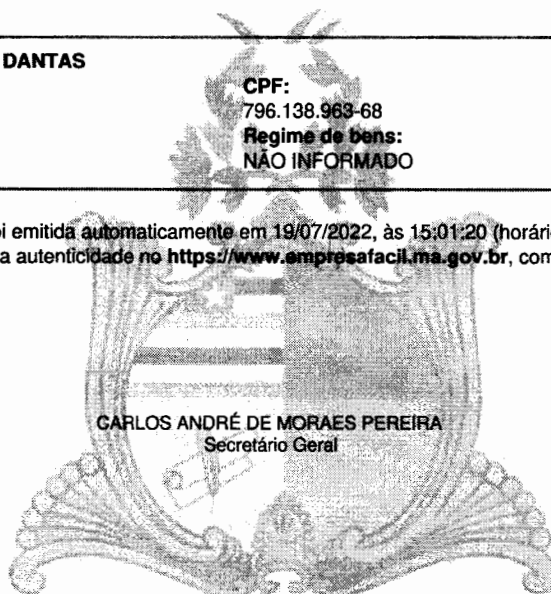 DANTAS
CPF:
796.138.963-68
Regime de bens:
NÃO INFORMADO
i emitida automaticamente em 19/07/2022, às 15:01:20 (horári
a autenticidade no https://www.empresafacil.ma.gov.br, com
CARLOS ANDRÉ DE MORAES PEREIRA
Secretário Geral